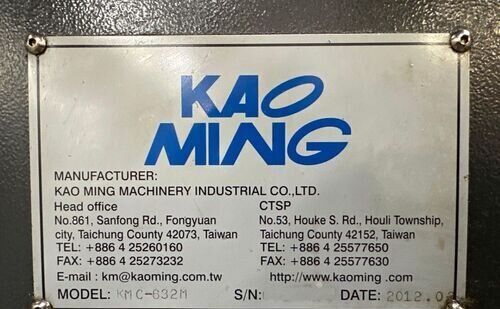 KAO
MING
MANUFACTURER:
KAO MING MACHINERY INDUSTRIAL CO.,LTD.
Head office CTSP
No.861, Sanfong Rd., Fongyuan No.53, Houke S. Rd., Houli Township,
city, Taichung County 42073, Taiwan Taichung County 42152, Taiwan
TEL: +886 4 25260160 TEL: +886 4 25577650
FAX: +886 4 25273232 FAX: +886 4 25577630
E-mail : km@kaoming.com.tw http://www.kaoming .com
MODEL: KMC-632M S/N: DATE: 2012.0